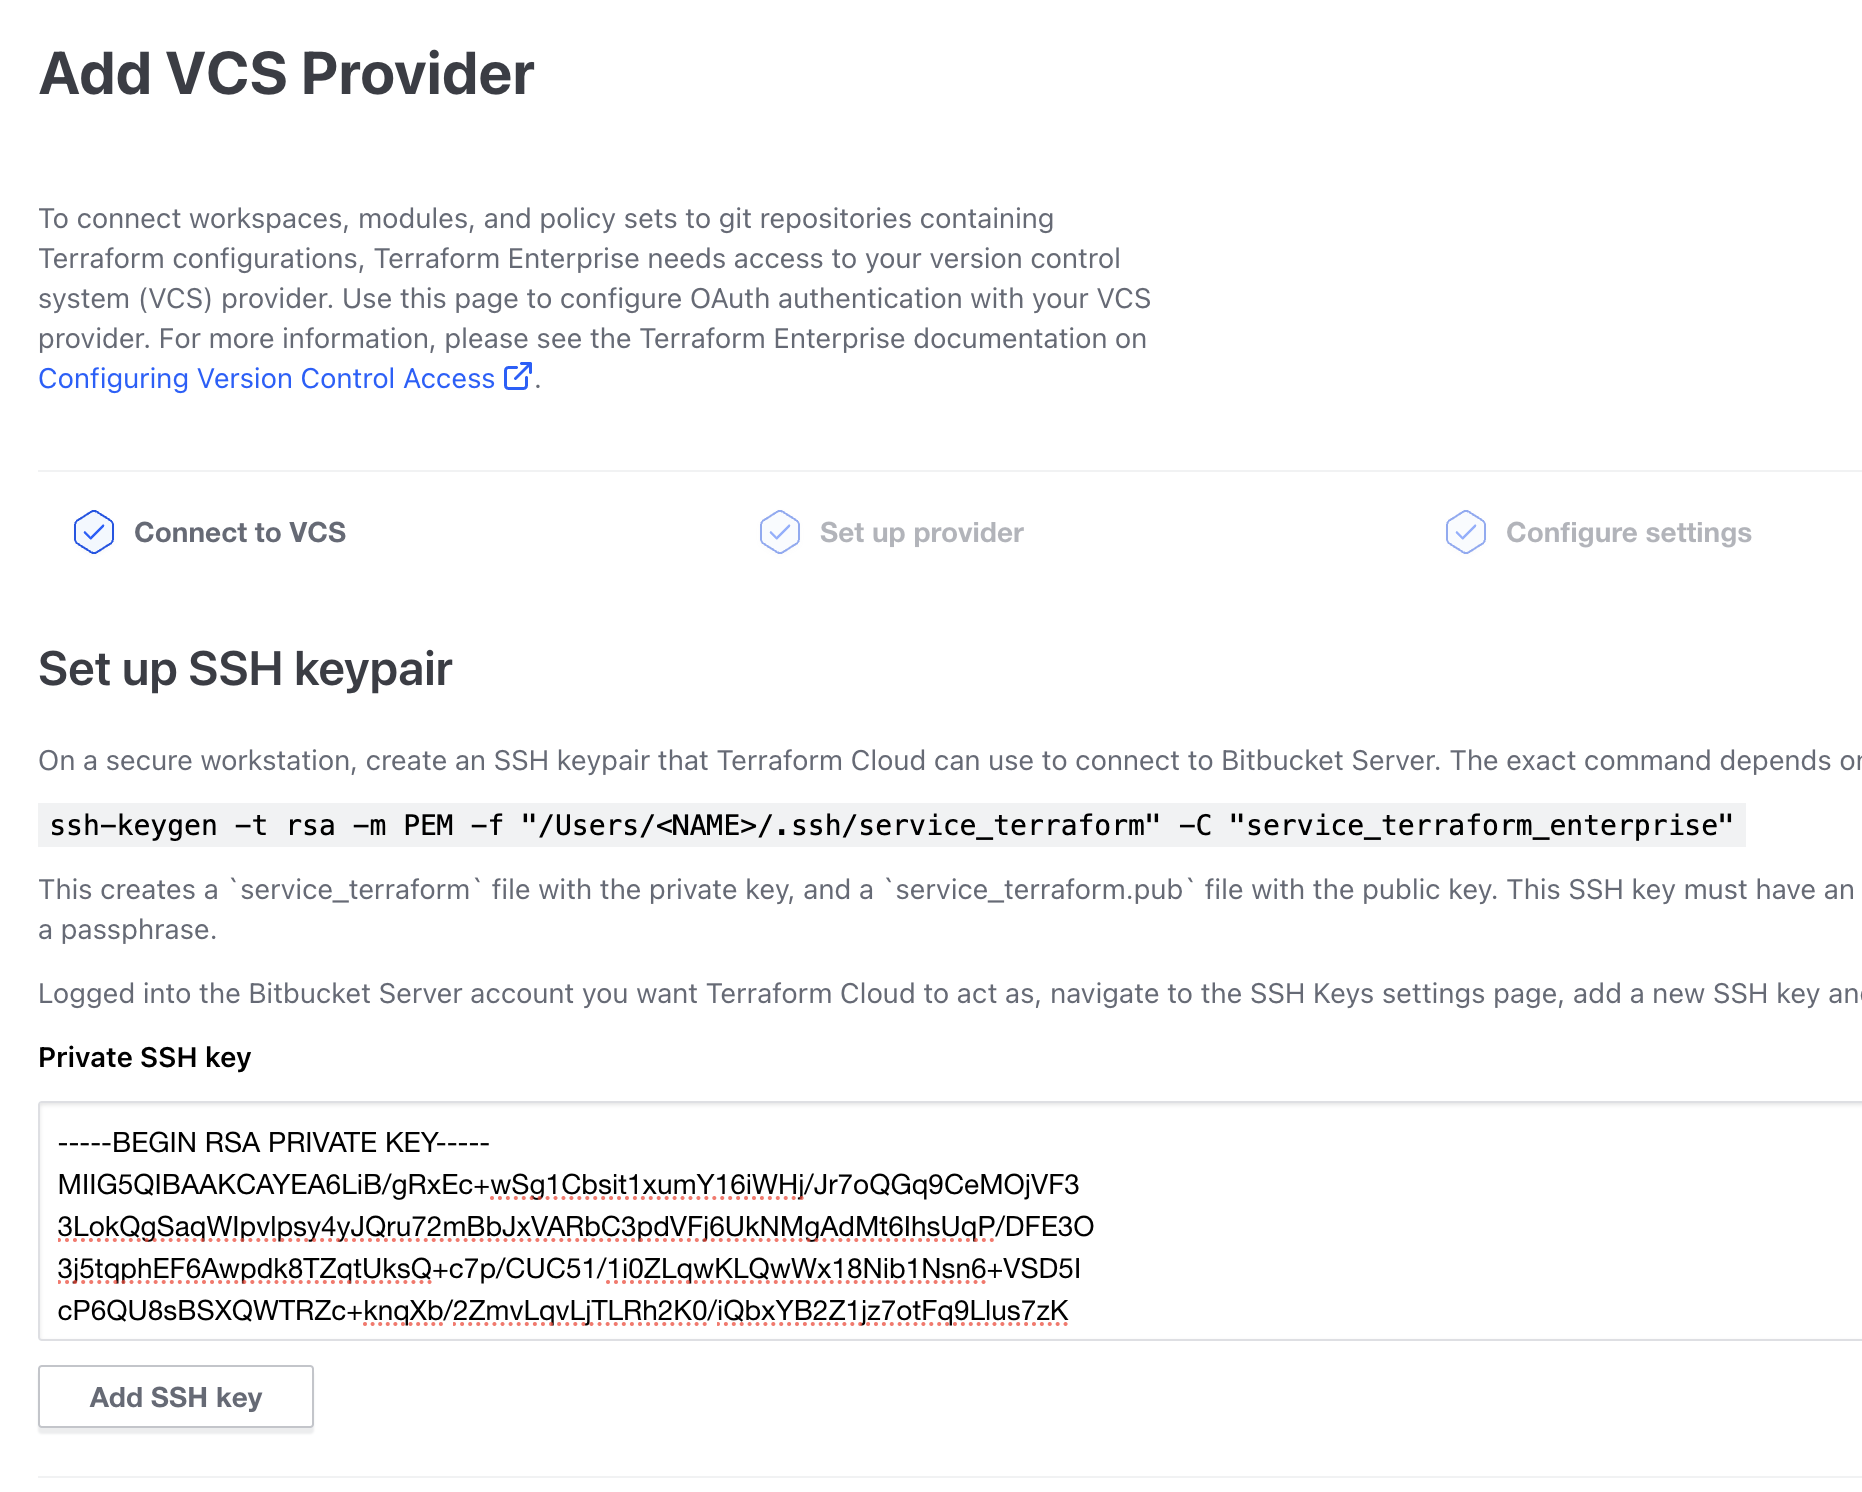 Add VCS Provider
To connect workspaces, modules, and policy sets to git repositories containing
Terraform configurations, Terraform Enterprise needs access to your version control
system (VCS) provider. Use this page to configure OAuth authentication with your VCS
provider. For more information, please see the Terraform Enterprise documentation on
Configuring Version Control Access.
Connect to VCS
Set up provider
Configure settings
Set up SSH keypair
On a secure workstation, create an SSH keypair that Terraform Cloud can use to connect to Bitbucket Server. The exact command depends
ssh-keygen -t rsa -m PEM -f "/Users/<NAME>/.ssh/service_terraform" -C "service_terraform_enterprise"
This creates a `service_terraform` file with the private key, and a `service_terraform.pub` file with the public key. This SSH key must have an
a passphrase.
Logged into the Bitbucket Server account you want Terraform Cloud to act as, navigate to the SSH Keys settings page, add a new SSH key
Private SSH key
-----BEGIN RSA PRIVATE KEY-----
MIIG5QIBAAKCAYEA6LiB/gRxEc+wSg1Cbsit1xumY16iWHj/Jr7oQGq9CeMOjVF3
3LokQgSaqWIpvlpsy4yJQru72mBbJxVARbC3pdVFj6UkNMgAdMt6IhsUqP/DFE3O
3j5tqphEF6Awpdk8TZqtUksQ+c7p/CUC51/1i0ZLqwKLQwWx18Nib1Nsn6+VSD5I
cP6QU8sBSXQWTRZc+knqXb/2ZmvLqvLjTLRh2K0/iQbxYB2Z1jz7otFq9Llus7zK
Add SSH key